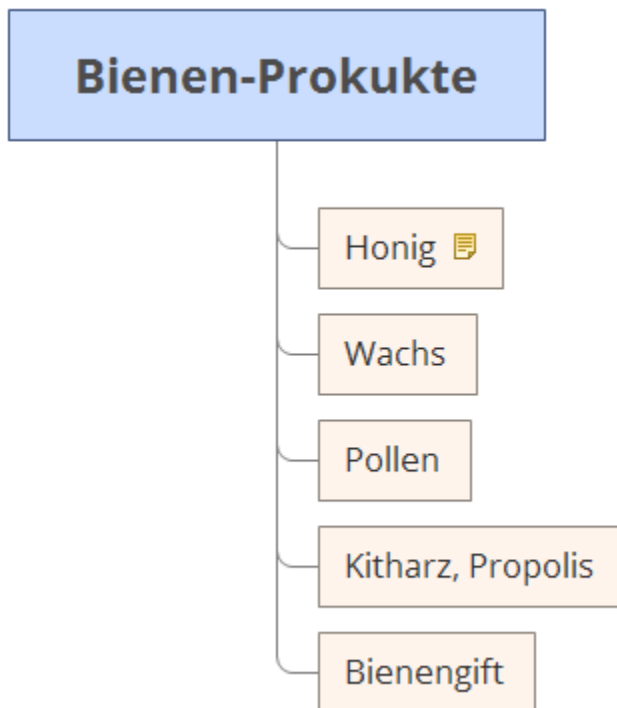 Bienen-Prokukte
Honig
Wachs
Pollen
Kitharz, Propolis
Bienengift